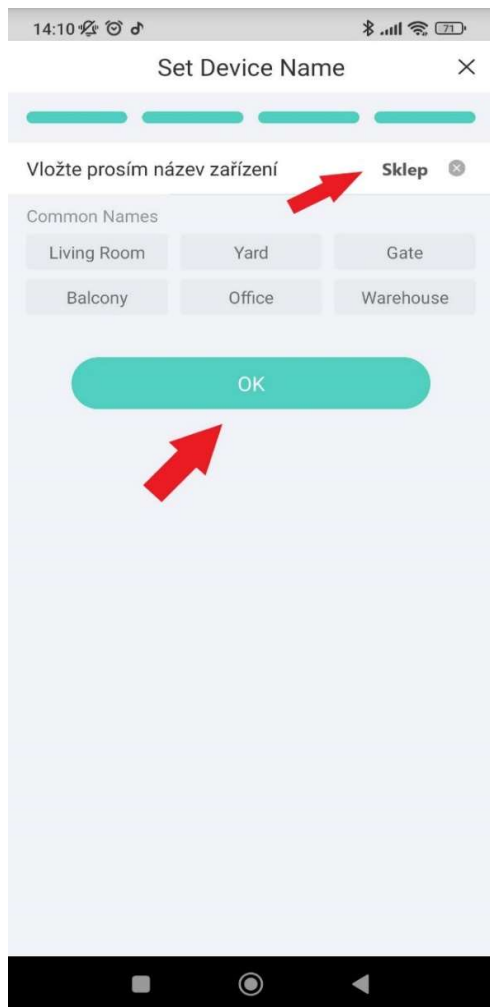 14:10
71
Set Device Name
Vložte prosím název zařízení Sklep
Common Names
Living Room Yard Gate
Balcony Office Warehouse
OK